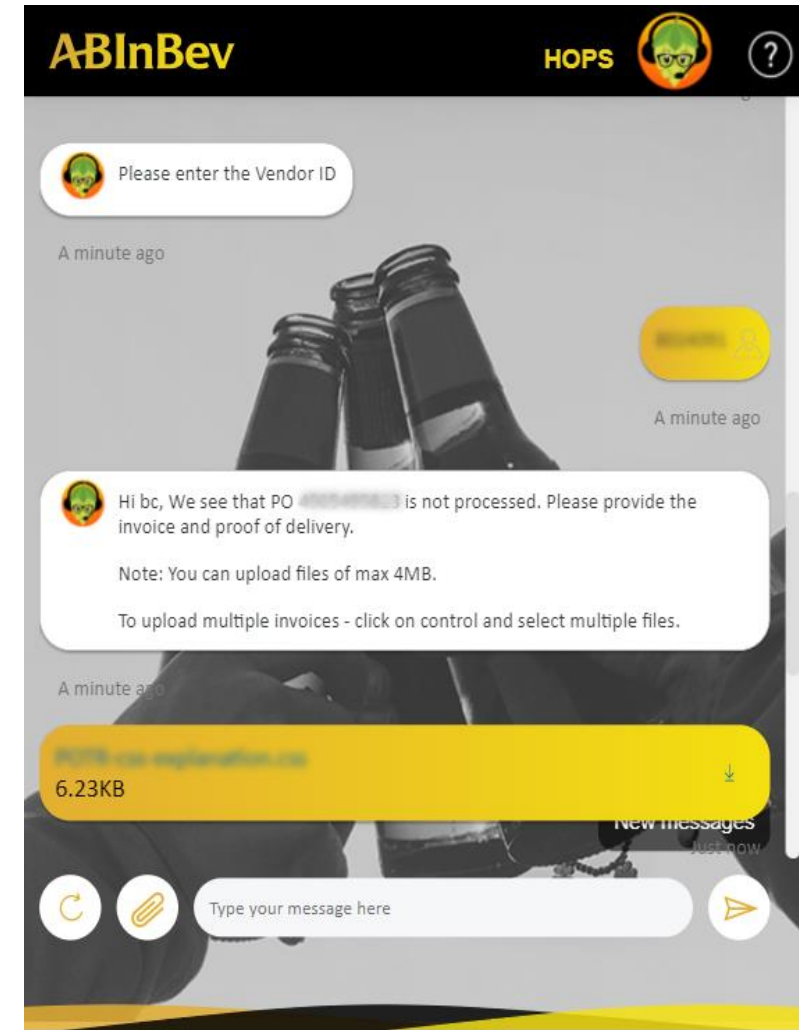 ABInBev
HOPS
?
Please enter the Vendor ID
A minute ago
A minute ago
Hi bc, We see that PO is not processed. Please provide the
invoice and proof of delivery.
Note: You can upload files of max 4MB.
To upload multiple invoices - click on control and select multiple files.
A minute ago
6.23KB
New messages
Just now
Type your message here